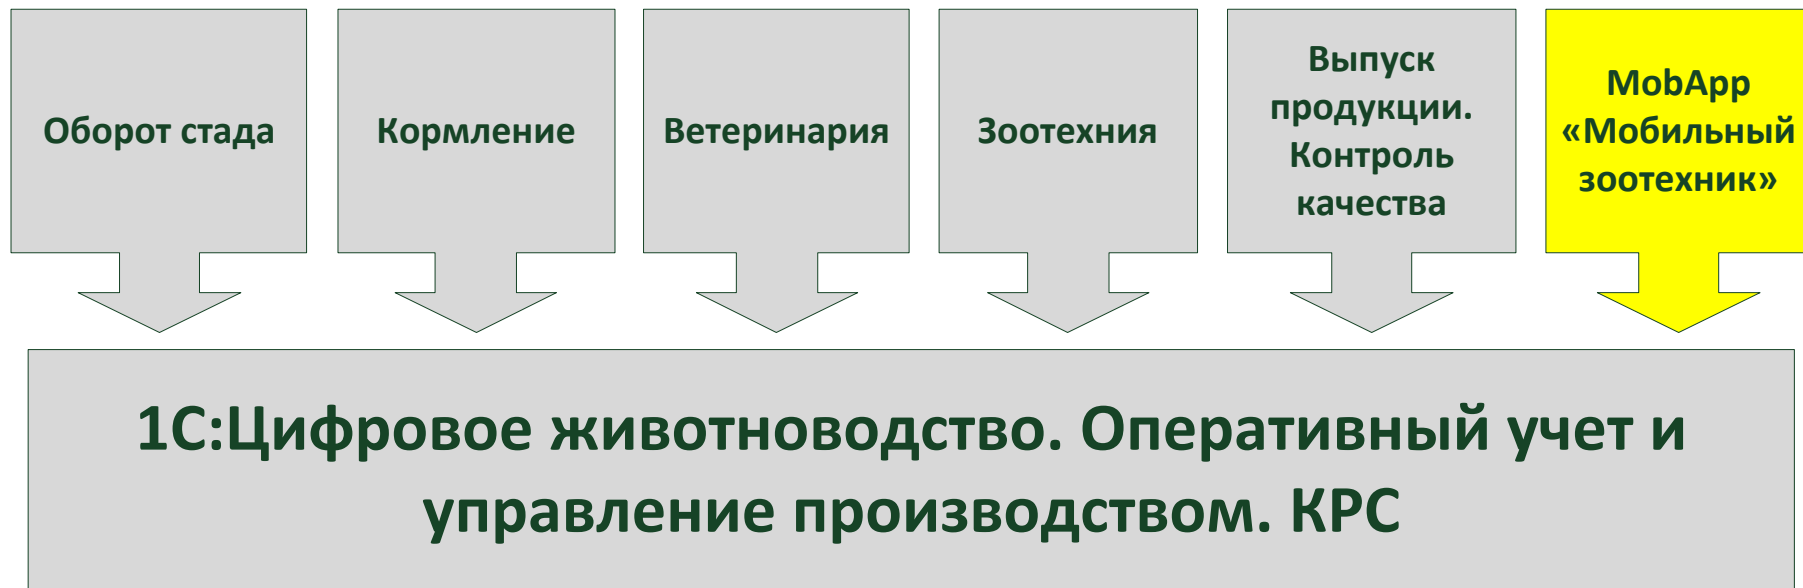 Оборот стада
Кормление
Ветеринария
Зоотехния
Выпуск
продукции.
Контроль
качества
MobApp
«Мобильный
зоотехник»
1С:Цифровое животноводство. Оперативный учет и
управление производством. КРС